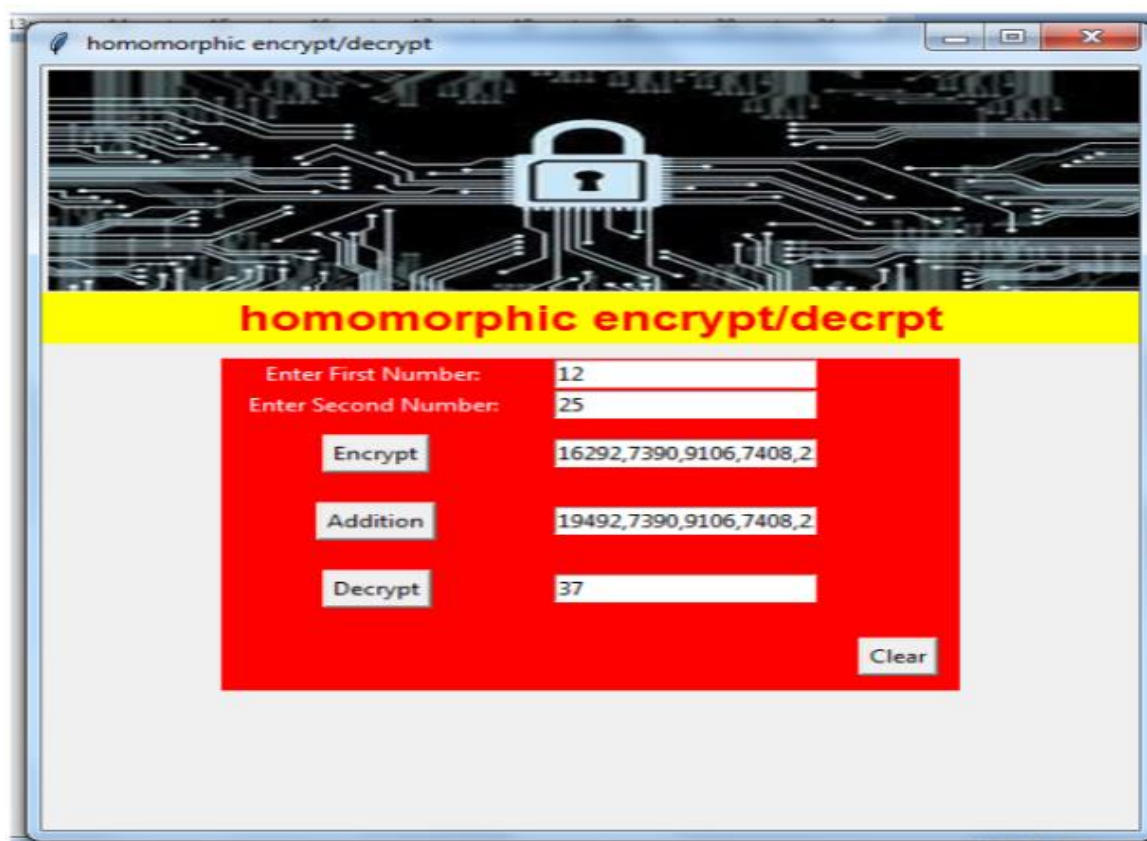 homomorphic encrypt/decrypt
homomorphic encrypt/decrpt
Enter First Number: 12
Enter Second Number: 25
Encrypt 16292,7390,9106,7408,2
Addition 19492,7390,9106,7408,2
Decrypt 37
Clear